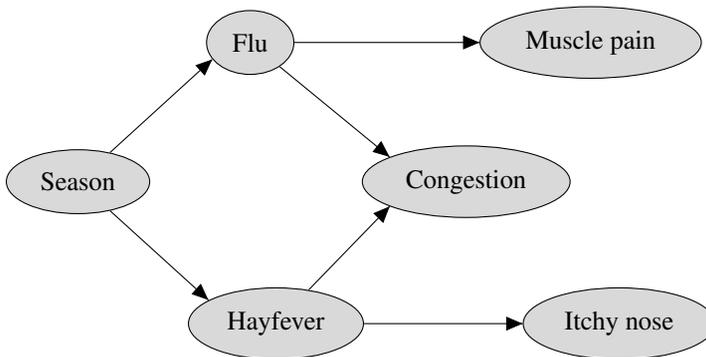 Flu
Muscle pain
Season
Congestion
Hayfever
Itchy nose